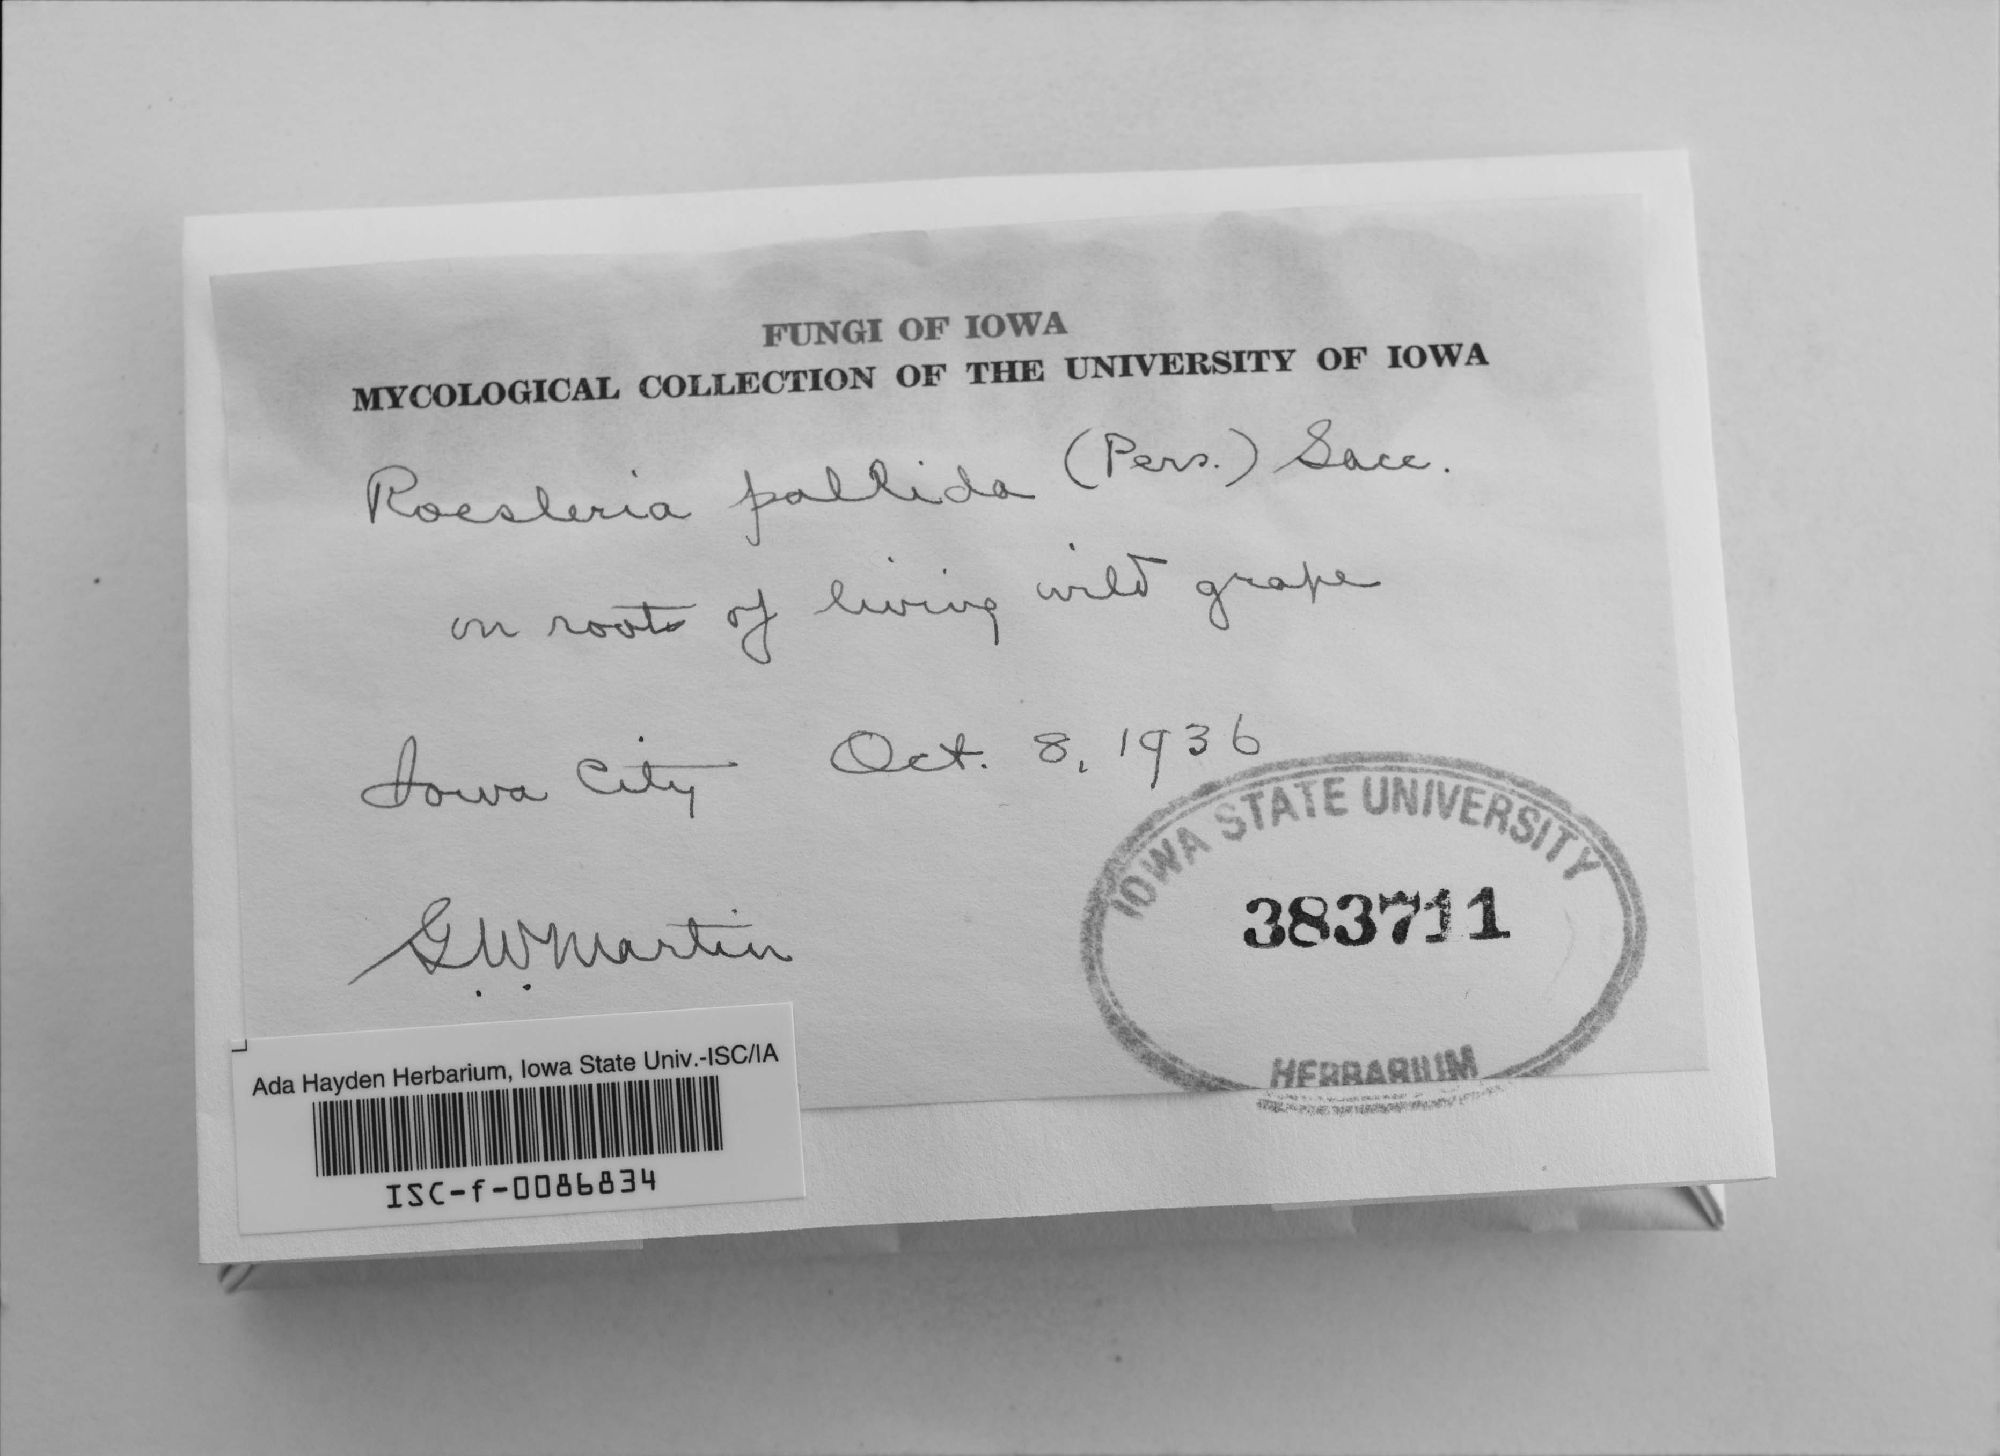 FUNGI OF IOWA
MYCOLOGICAL COLLECTION OF THE UNIVERSITY OF IOWA
Roesleria pallida (Pers.) Sacc.
on roots of living wild grape
Iowa City Oct. 8, 1936
G.W.Martin
IOWA STATE UNIVERSITY
383711
HERBARIUM
Ada Hayden Herbarium, Iowa State Univ.-ISC/IA
ISC-f-0086834